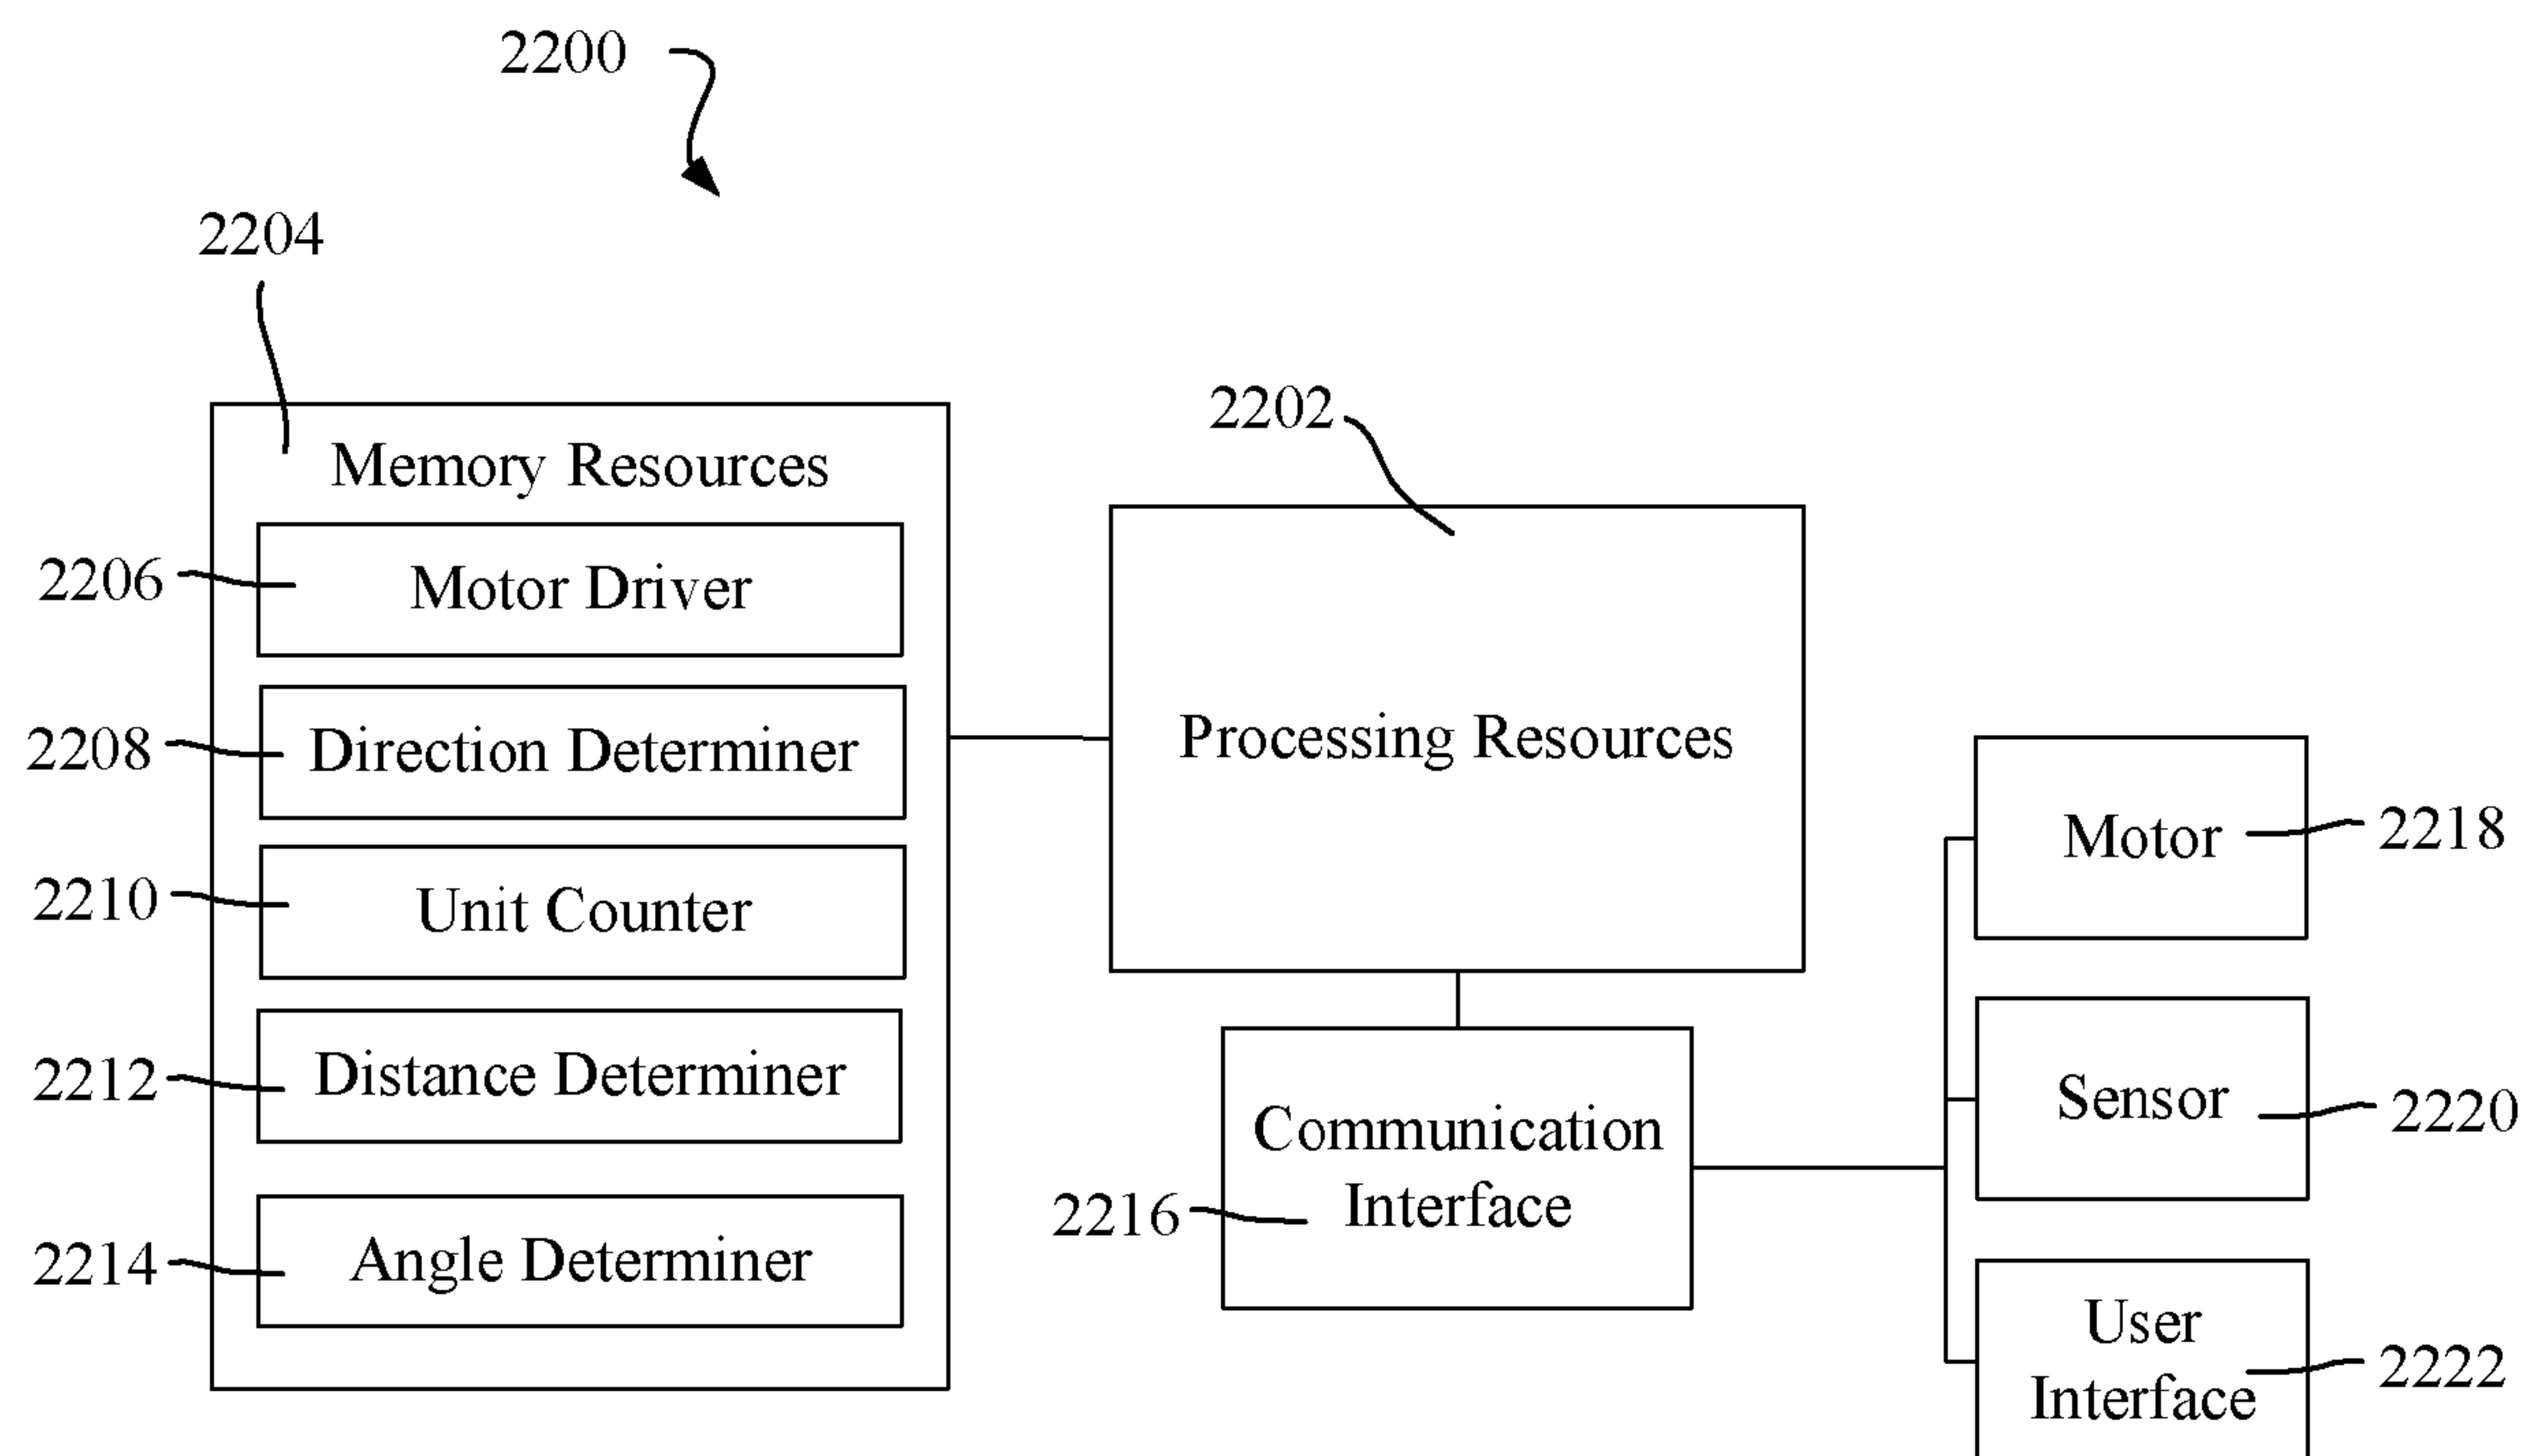 2200
2204
2202
Memory Resources
2206
Motor Driver
2208
Direction Determiner
Processing Resources
2210
Unit Counter
2212
Distance Determiner
2214
Angle Determiner
Communication
Interface
2216
Motor
2218
Sensor
2220
User
Interface
2222